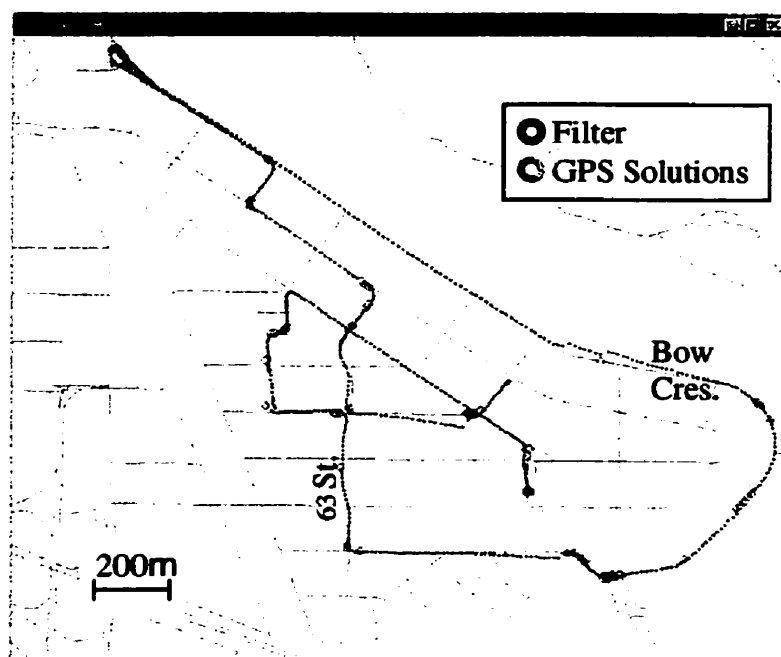 Filter
GPS Solutions
Bow
Cres.
63 St.
200m